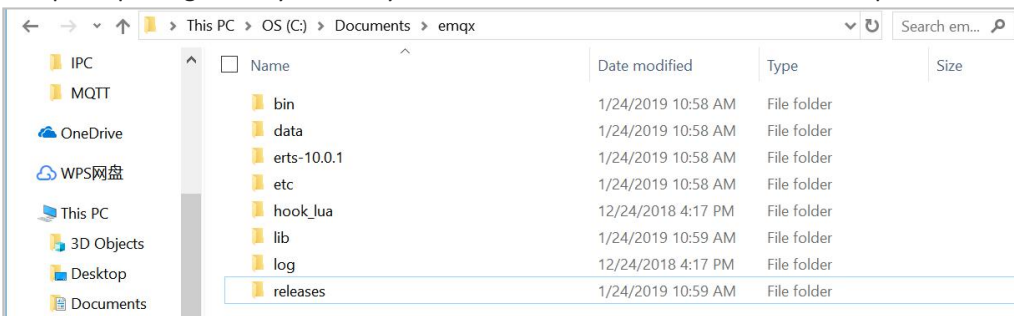 This PC > OS (C:) > Documents > emqx
Search em...
IPC
MQTT
OneDrive
WPS网盘
This PC
3D Objects
Desktop
Documents
Name Date modified Type Size
bin 1/24/2019 10:58 AM File folder
data 1/24/2019 10:58 AM File folder
erts-10.0.1 1/24/2019 10:58 AM File folder
etc 1/24/2019 10:58 AM File folder
hook_lua 12/24/2018 4:17 PM File folder
lib 1/24/2019 10:59 AM File folder
log 12/24/2018 4:17 PM File folder
releases 1/24/2019 10:59 AM File folder